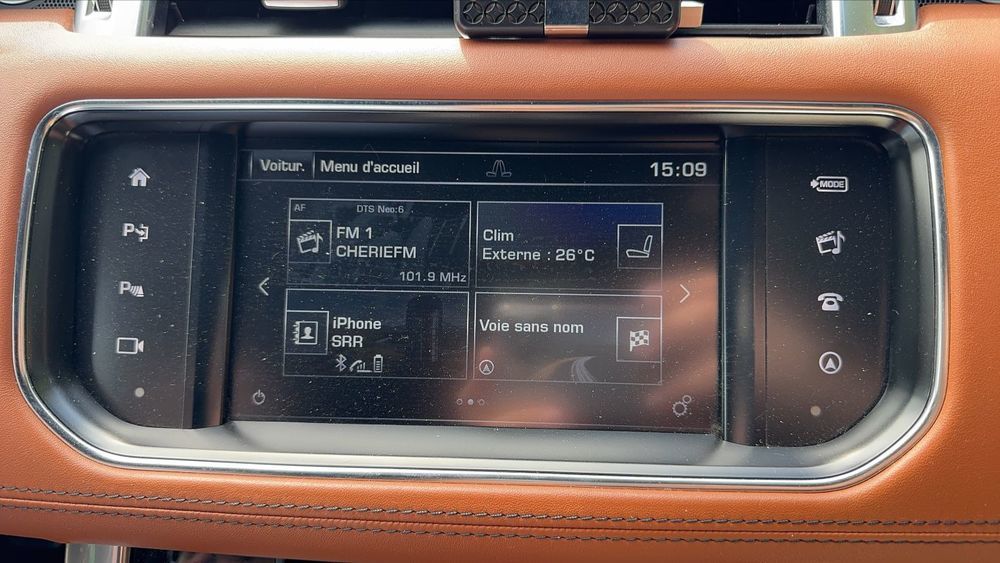 Voitur. Menu d'accueil 15:09
AF DTS Neo:6
FM 1
CHERIEFM
101.9 MHz
Clim
Externe : 26°C
iPhone
SRR
Voie sans nom
P
P
MODE